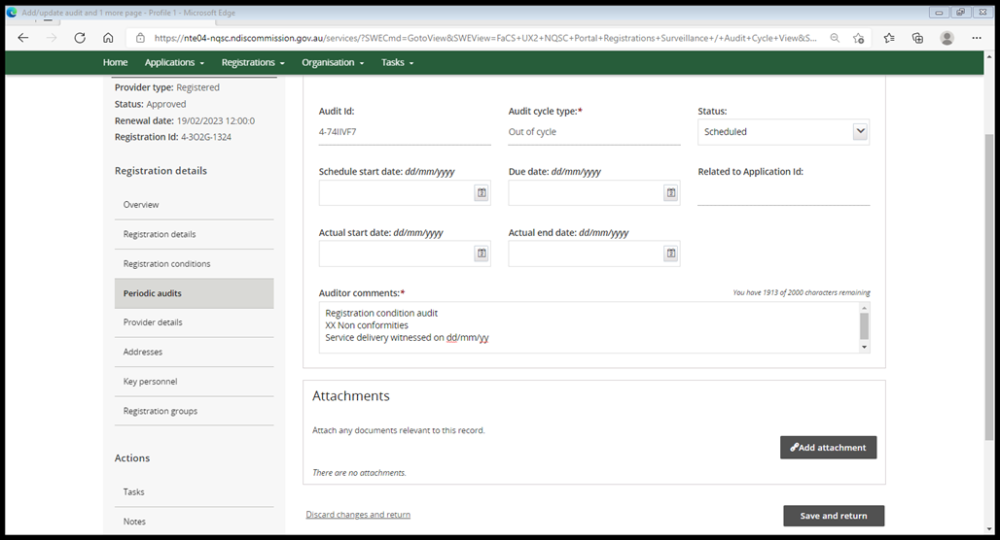 Add/update audit and 1 more page - Profile 1 - Microsoft Edge
https://nte04-nqsc.ndiscommission.gov.au/services/?SWECmd=GotoView&SWEView=FaCS+UX2+NQSC+Portal+Registrations+Surveillance+/+Audit+Cycle+View&S...
Home Applications Registrations Organisation Tasks
Provider type: Registered
Status: Approved
Renewal date: 19/02/2023 12:00:0
Registration Id: 4-3O2G-1324
Registration details
Overview
Registration details
Registration conditions
Periodic audits
Provider details
Addresses
Key personnel
Registration groups
Actions
Tasks
Notes
Audit Id: Audit cycle type:* Status:
4-74IIVF7 Out of cycle Scheduled
Schedule start date: dd/mm/yyyy Due date: dd/mm/yyyy Related to Application Id:
Actual start date: dd/mm/yyyy Actual end date: dd/mm/yyyy
Auditor comments:* You have 1913 of 2000 characters remaining
Registration condition audit
XX Non conformities
Service delivery witnessed on dd/mm/yy
Attachments
Attach any documents relevant to this record.
Add attachment
There are no attachments.
Discard changes and return Save and return